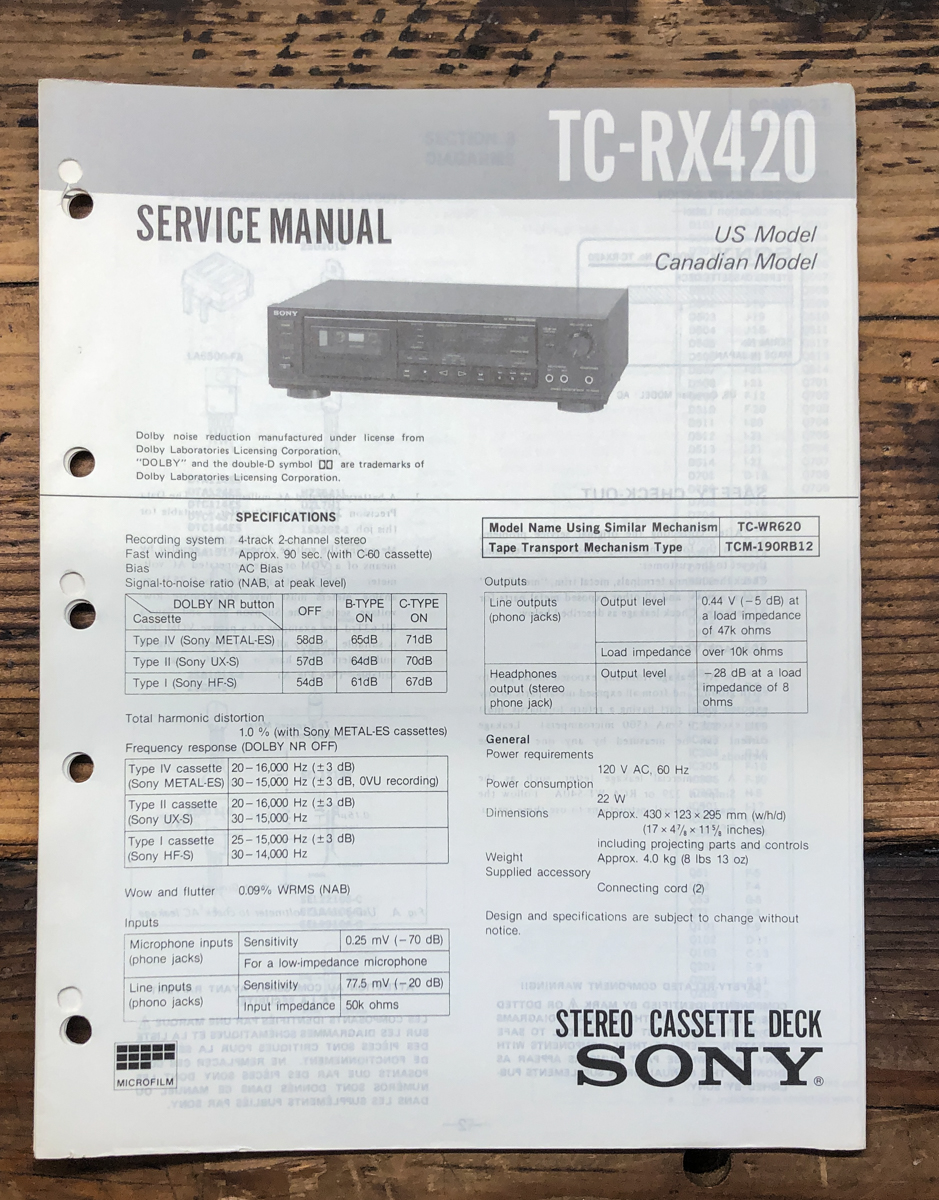 TC-RX420
SERVICE MANUAL
US Model
Canadian Model
SONY
Dolby noise reduction manufactured under license from
Dolby Laboratories Licensing Corporation.
"DOLBY" and the double-D symbol are trademarks of
Dolby Laboratories Licensing Corporation.
SPECIFICATIONS
Recording system 4-track 2-channel stereo
Fast winding Approx. 90 sec. (with C-60 cassette)
Bias AC Bias
Signal-to-noise ratio (NAB, at peak level)
DOLBY NR button
Cassette
OFF
B-TYPE ON
C-TYPE ON
Type IV (Sony METAL-ES) 58dB 65dB 71dB
Type II (Sony UX-S) 57dB 64dB 70dB
Type I (Sony HF-S) 54dB 61dB 67dB
Total harmonic distortion
1.0 % (with Sony METAL-ES cassettes)
Frequency response (DOLBY NR OFF)
Type IV cassette 20–16,000 Hz (±3 dB)
(Sony METAL-ES) 30–15,000 Hz (±3 dB, 0VU recording)
Type II cassette 20–16,000 Hz (±3 dB)
(Sony UX-S) 30–15,000 Hz
Type I cassette 25–15,000 Hz (±3 dB)
(Sony HF-S) 30–14,000 Hz
Wow and flutter 0.09% WRMS (NAB)
Inputs
Microphone inputs (phone jacks) Sensitivity 0.25 mV (−70 dB)
For a low-impedance microphone
Line inputs (phono jacks) Sensitivity 77.5 mV (−20 dB)
Input impedance 50k ohms
MICROFILM
Model Name Using Similar Mechanism TC-WR620
Tape Transport Mechanism Type TCM-190RB12
Outputs
Line outputs Output level 0.44 V (−5 dB) at
(phono jacks) a load impedance
of 47k ohms
Load impedance over 10k ohms
Headphones Output level −28 dB at a load
output (stereo impedance of 8
phone jack) ohms
General
Power requirements
120 V AC, 60 Hz
Power consumption
22 W
Dimensions Approx. 430 × 123 × 295 mm (w/h/d)
(17 × 4⅞ × 11⅝ inches)
including projecting parts and controls
Weight Approx. 4.0 kg (8 lbs 13 oz)
Supplied accessory
Connecting cord (2)
Design and specifications are subject to change without
notice.
STEREO CASSETTE DECK
SONY®